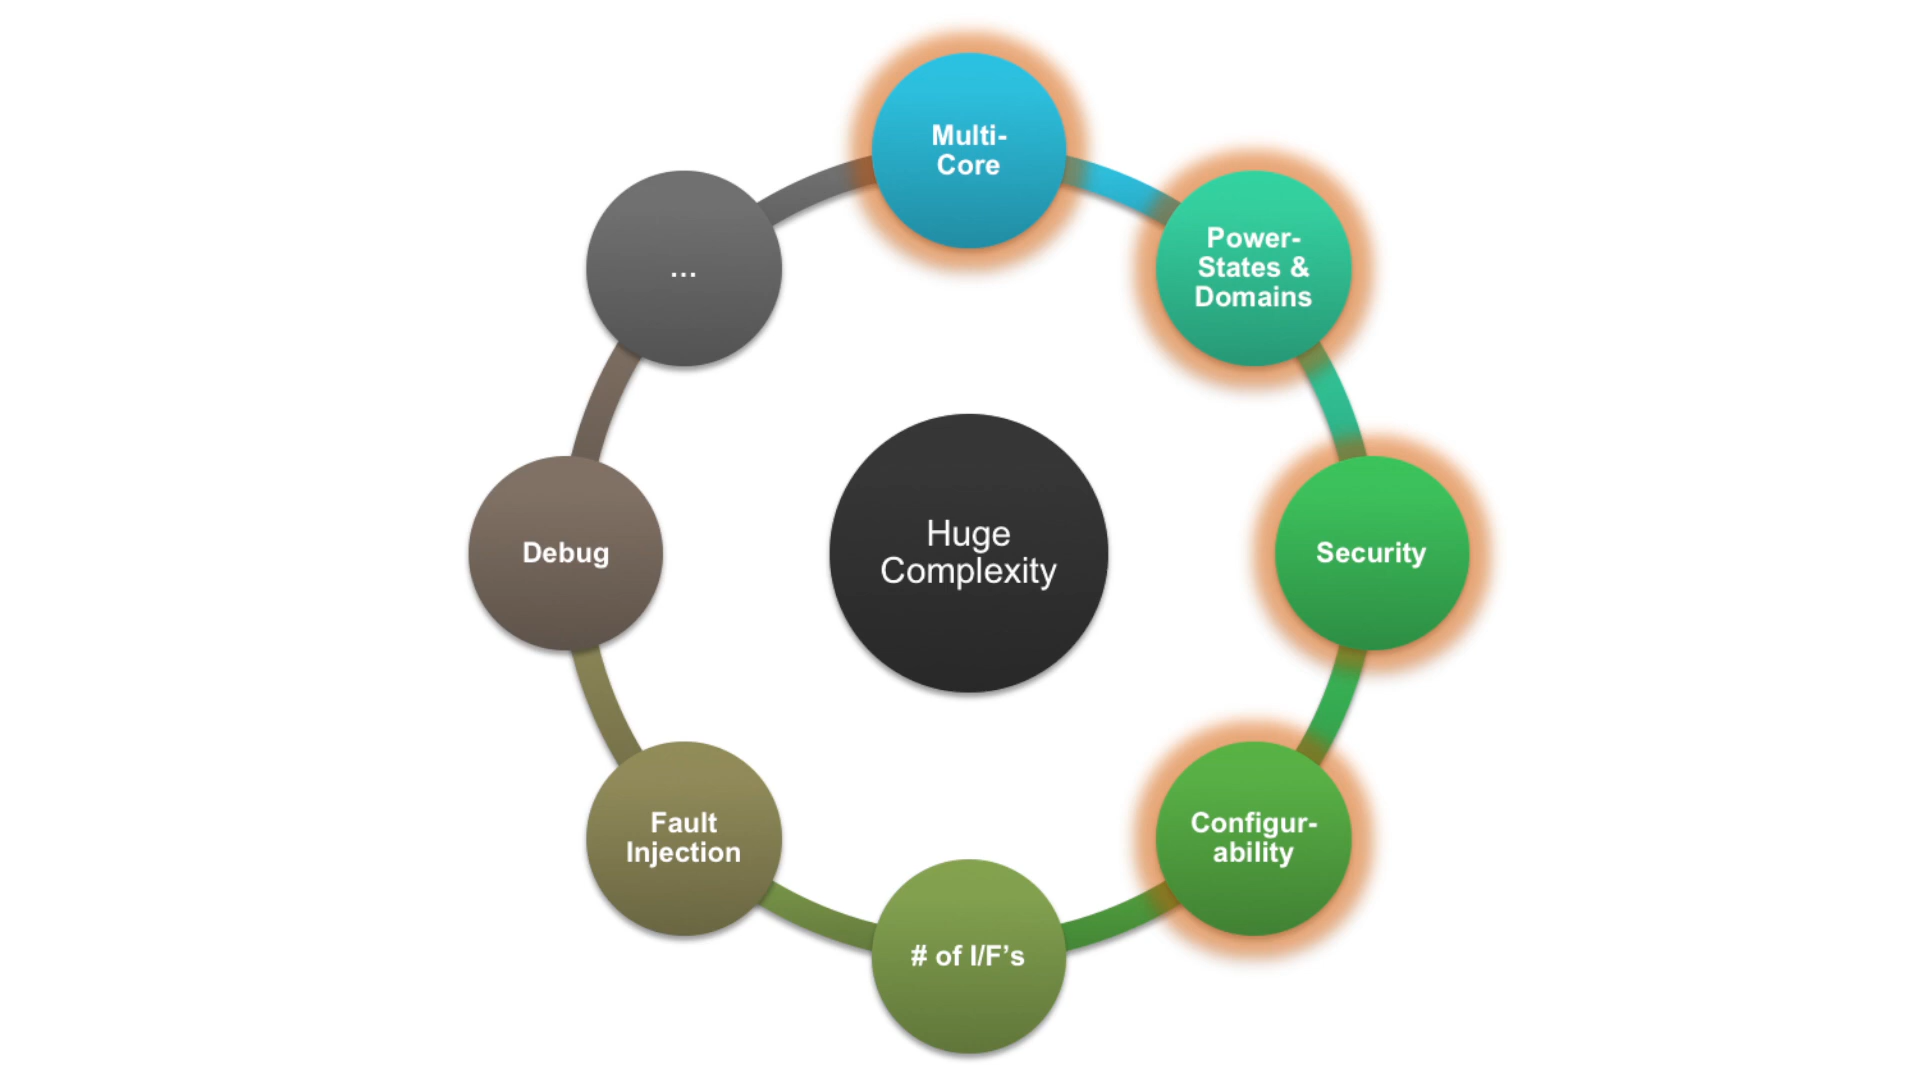 Multi-
Core
Power-
States &
Domains
Security
Configur-
ability
# of I/F’s
Fault
Injection
Debug
...
Huge
Complexity